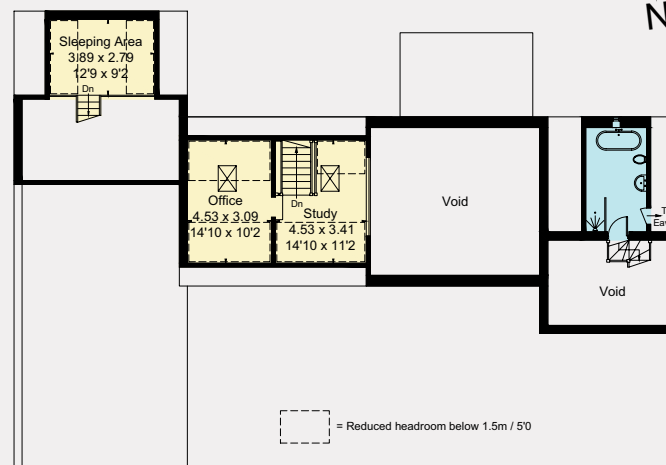 N
Sleeping Area
3.89 x 2.79
12'9 x 9'2
Dn
Office
4.53 x 3.09
14'10 x 10'2
Dn
Study
4.53 x 3.41
14'10 x 11'2
Void
Void
= Reduced headroom below 1.5m / 5'0